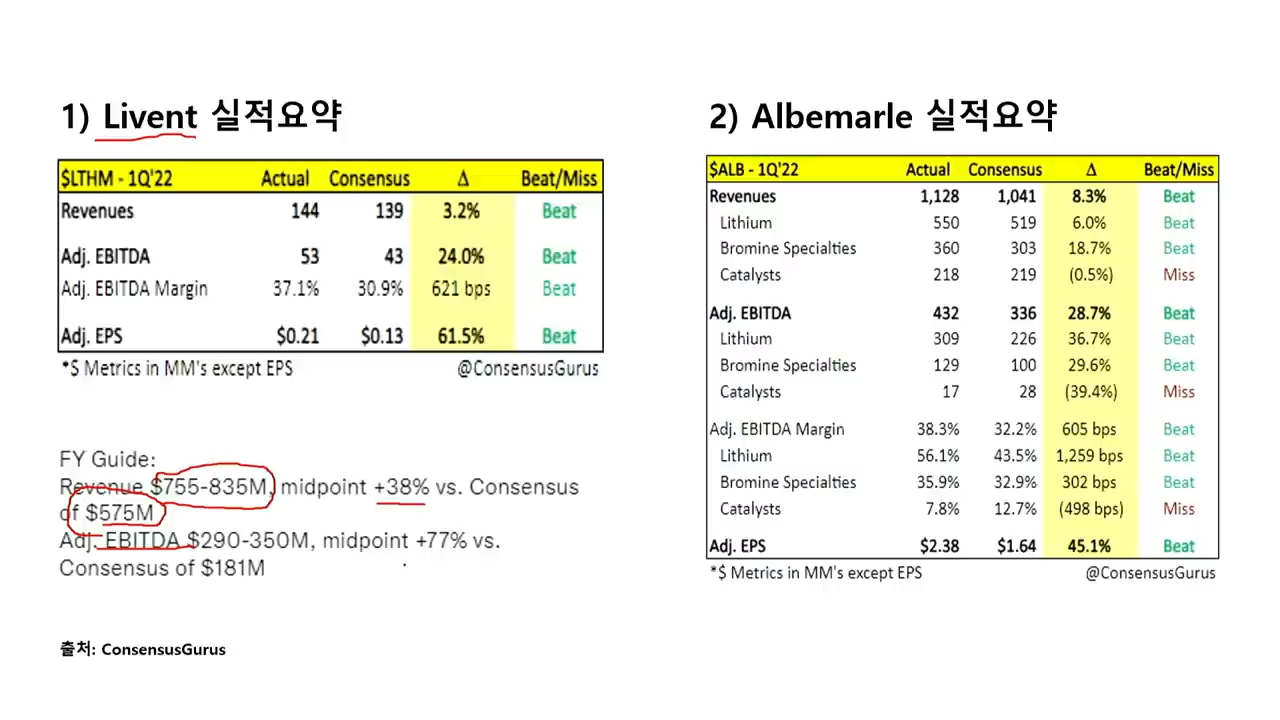 1) Livent 실적요약
$LTHM - 1Q'22 Actual Consensus Δ Beat/Miss
Revenues 144 139 3.2% Beat
Adj. EBITDA 53 43 24.0% Beat
Adj. EBITDA Margin 37.1% 30.9% 621 bps Beat
Adj. EPS $0.21 $0.13 61.5% Beat
*$ Metrics in MM's except EPS @ConsensusGurus
FY Guide:
Revenue $755-835M, midpoint +38% vs. Consensus
of $575M
Adj. EBITDA $290-350M, midpoint +77% vs.
Consensus of $181M
출처: ConsensusGurus
2) Albemarle 실적요약
$ALB - 1Q'22 Actual Consensus Δ Beat/Miss
Revenues 1,128 1,041 8.3% Beat
Lithium 550 519 6.0% Beat
Bromine Specialties 360 303 18.7% Beat
Catalysts 218 219 (0.5%) Miss
Adj. EBITDA 432 336 28.7% Beat
Lithium 309 226 36.7% Beat
Bromine Specialties 129 100 29.6% Beat
Catalysts 17 28 (39.4%) Miss
Adj. EBITDA Margin 38.3% 32.2% 605 bps Beat
Lithium 56.1% 43.5% 1,259 bps Beat
Bromine Specialties 35.9% 32.9% 302 bps Beat
Catalysts 7.8% 12.7% (498 bps) Miss
Adj. EPS $2.38 $1.64 45.1% Beat
*$ Metrics in MM's except EPS @ConsensusGurus